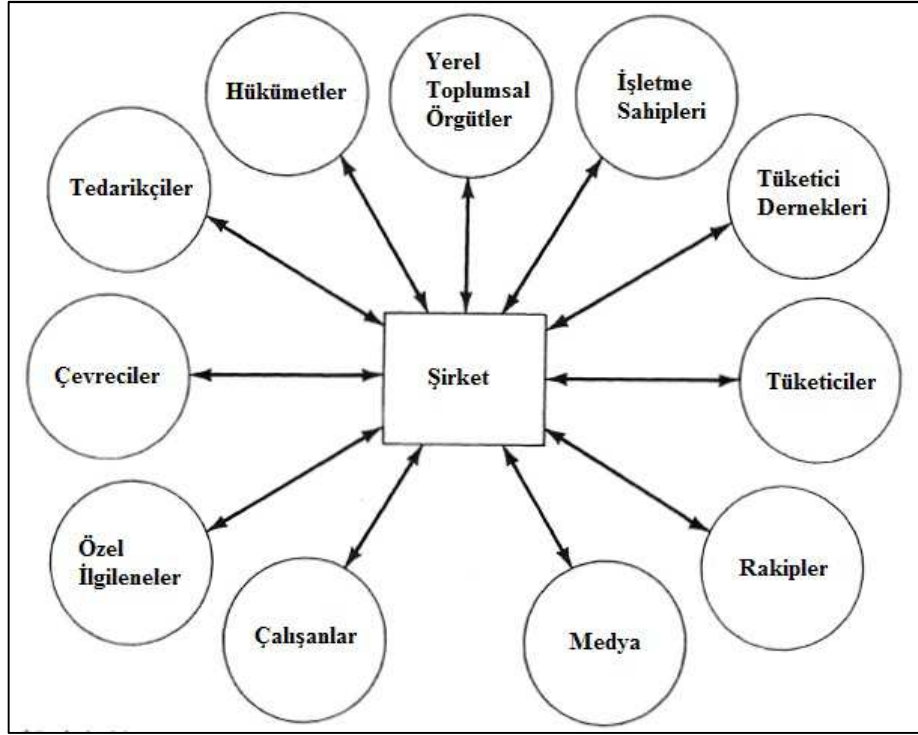 Hükümetler
Yerel
Toplumsal
Örgütler
İşletme
Sahipleri
Tedarikçiler
Tüketici
Dernekleri
Çevreciler
Şirket
Tüketiciler
Özel
İlgileneler
Rakipler
Çalışanlar
Medya